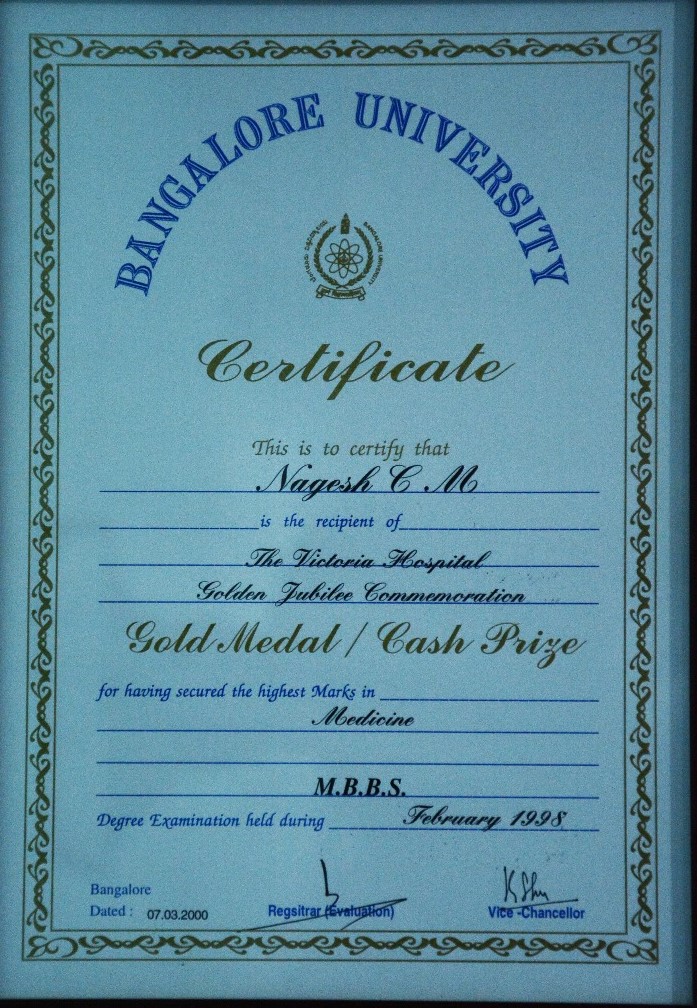 BANGALORE UNIVERSITY
BANGALORE UNIVERSITY
Certificate
This is to certify that
Nagesh C M
is the recipient of
The Victoria Hospital
Golden Jubilee Commemoration
Gold Medal / Cash Prize
for having secured the highest Marks in
Medicine
M.B.B.S.
Degree Examination held during February 1998
Bangalore
Dated : 07.03.2000
Regsitrar (Evaluation)
Vice -Chancellor